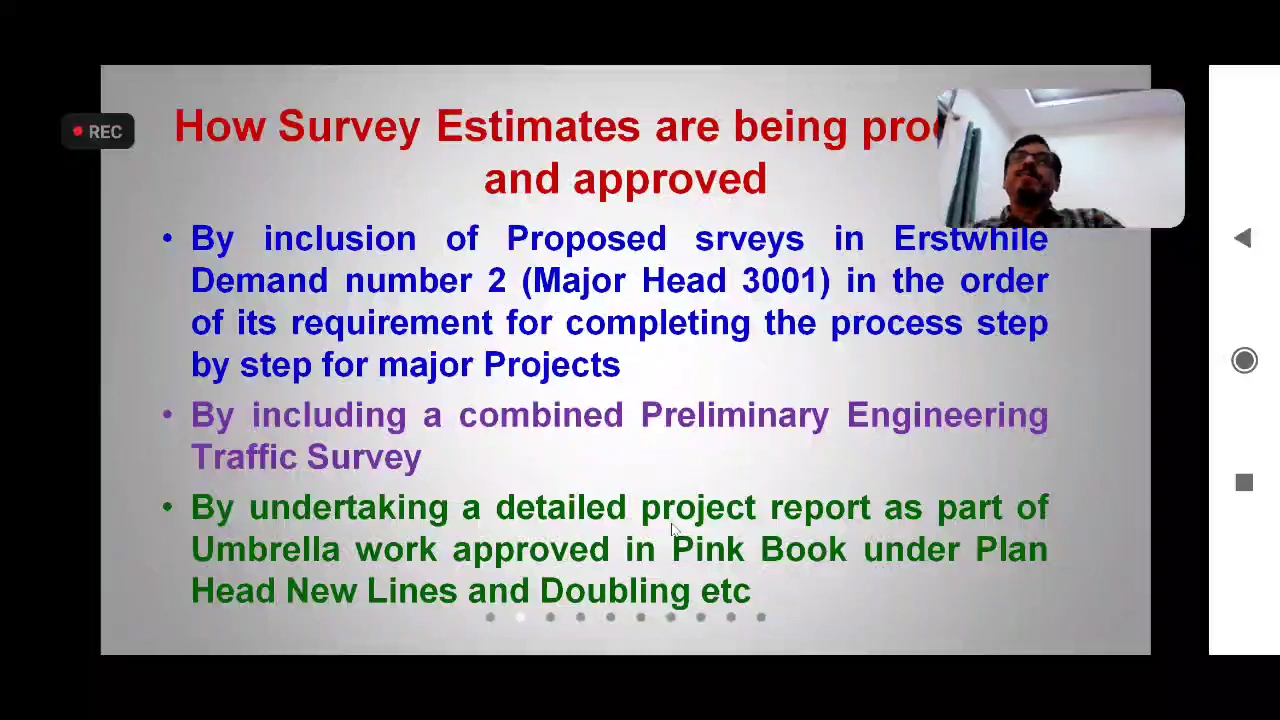 REC
How Survey Estimates are being
and approved
By inclusion of Proposed srveys in Erstwhile
Demand number 2 (Major Head 3001) in the order
of its requirement for completing the process step
by step for major Projects
By including a combined Preliminary Engineering
Traffic Survey
By undertaking a detailed project report as part of
Umbrella work approved in Pink Book under Plan
Head New Lines and Doubling etc